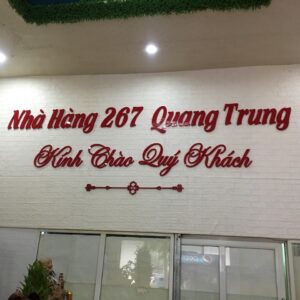 Nhà Hàng 267 Quang Trung
Kính Chào Quý Khách